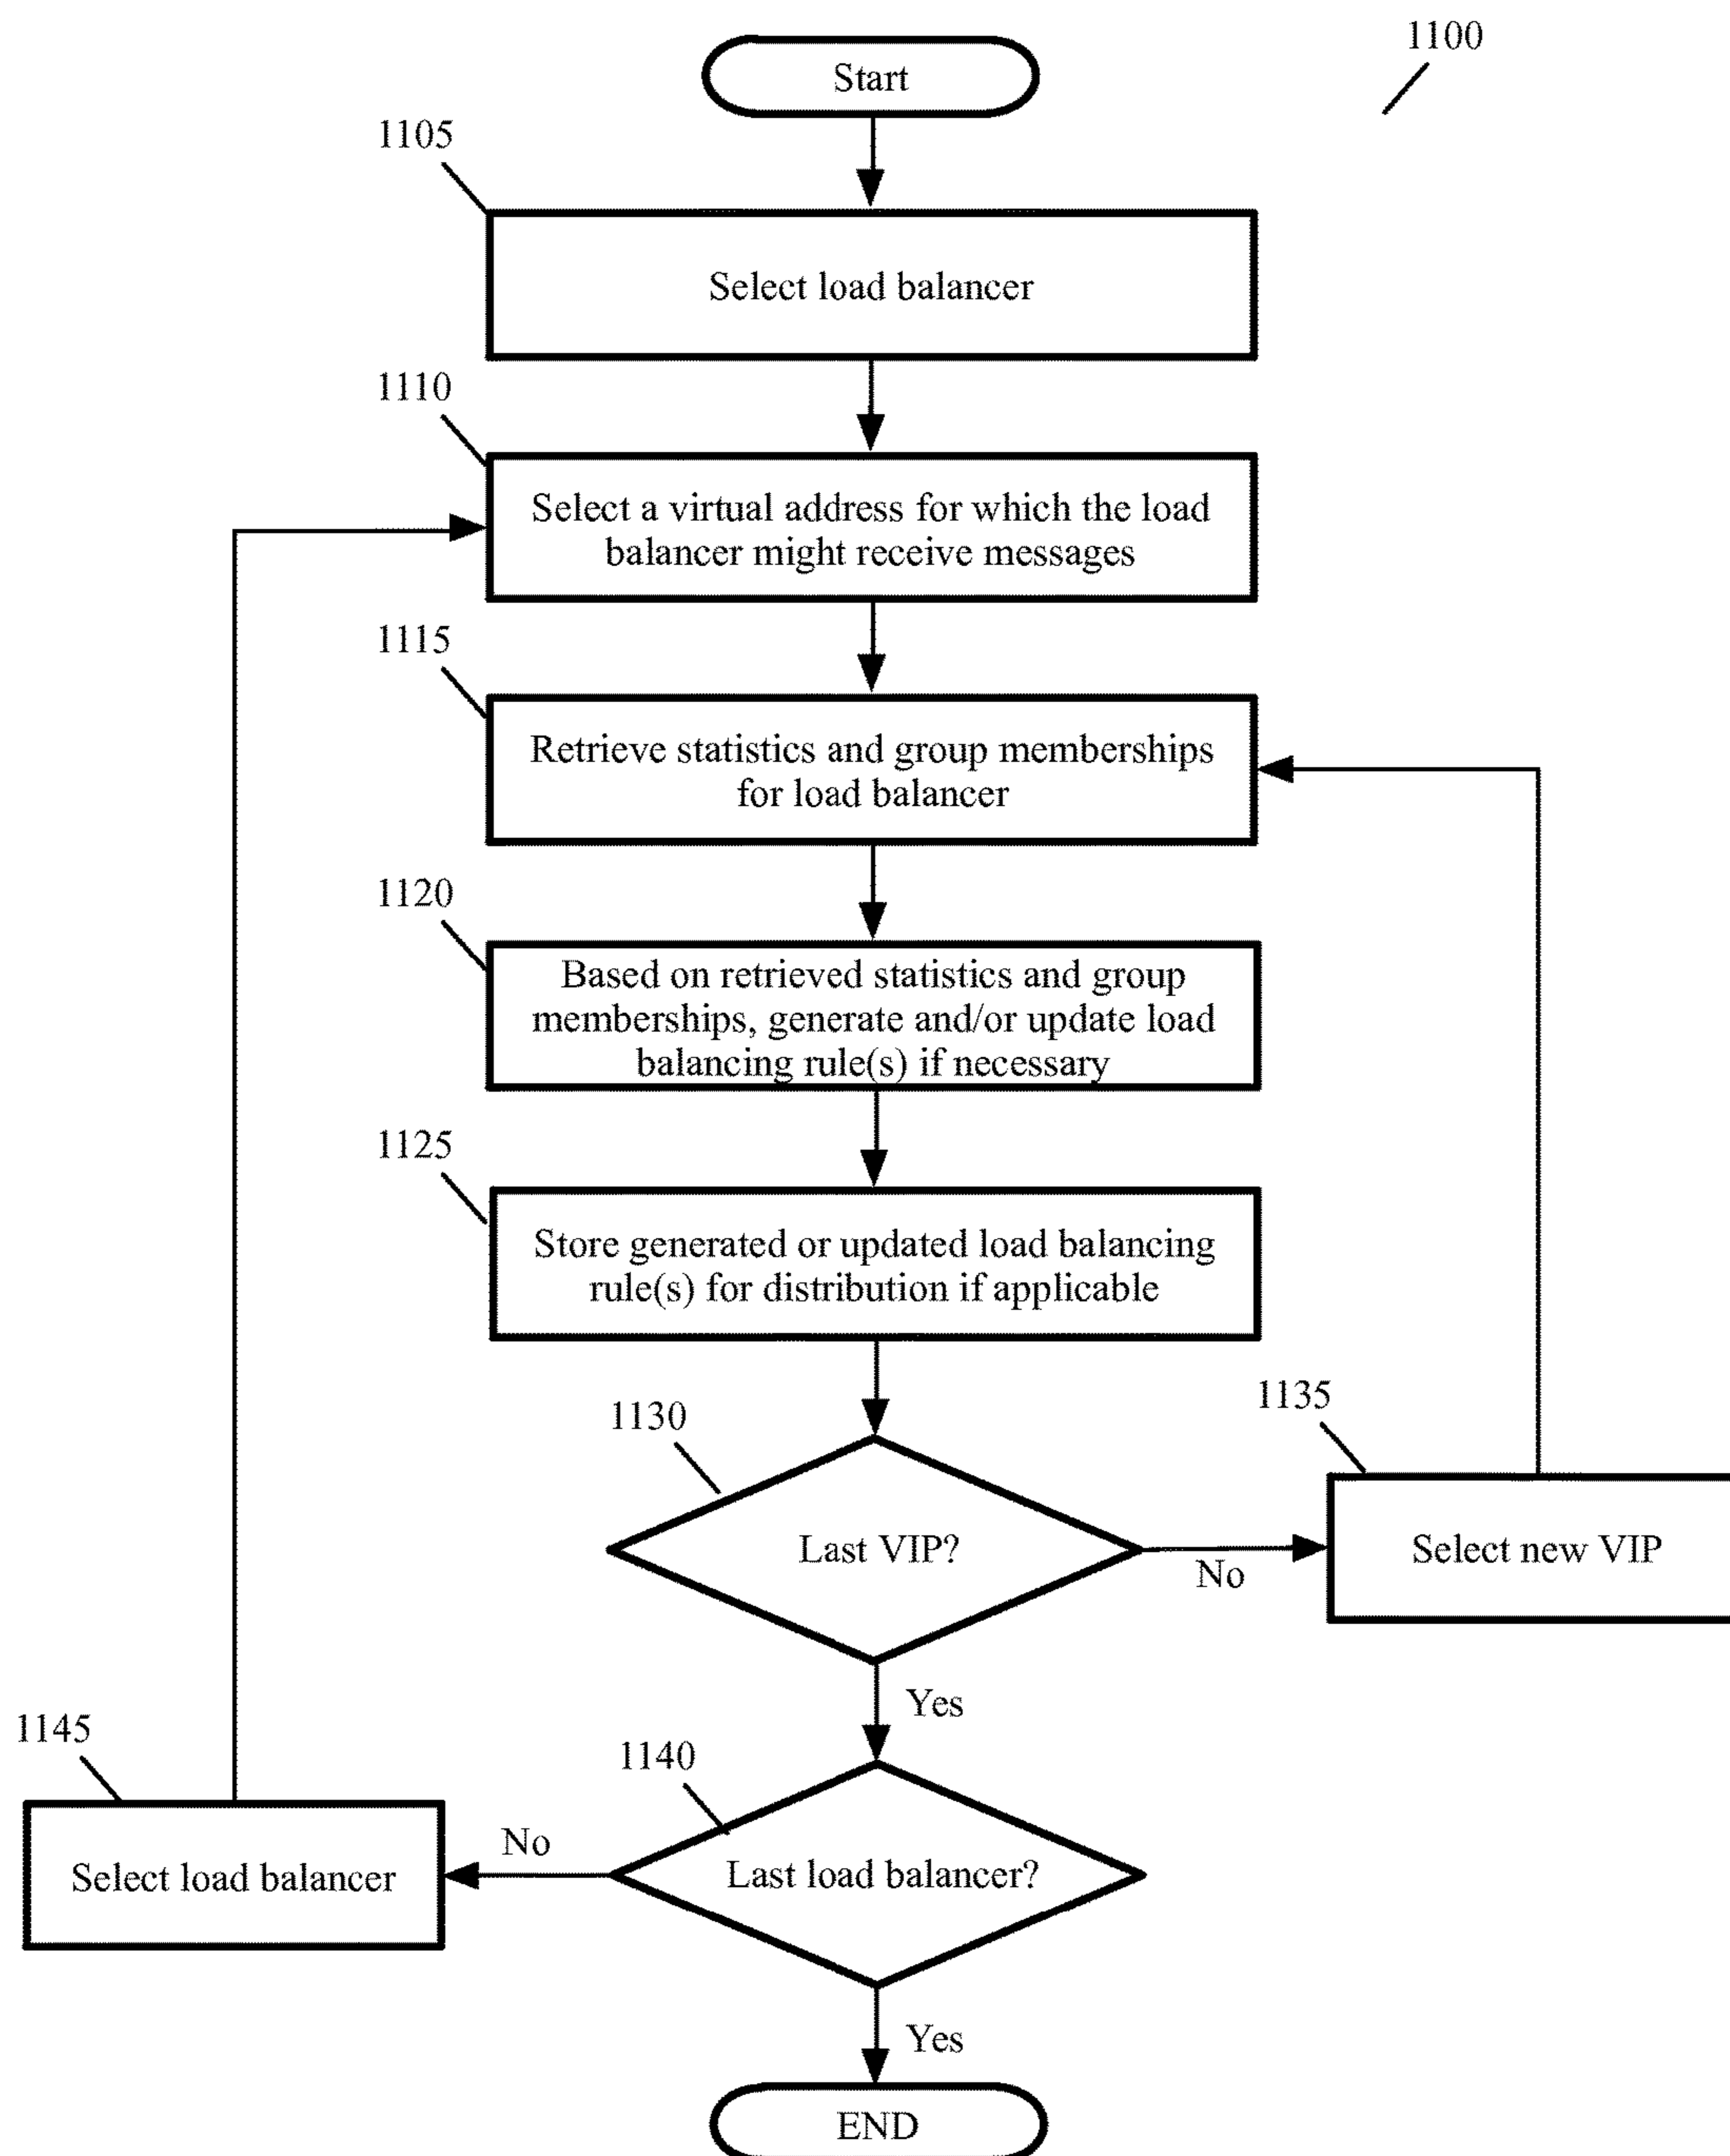 1100
Start
1105
Select load balancer
1110
Select a virtual address for which the load
balancer might receive messages
1115
Retrieve statistics and group memberships
for load balancer
1120
Based on retrieved statistics and group
memberships, generate and/or update load
balancing rule(s) if necessary
1125
Store generated or updated load balancing
rule(s) for distribution if applicable
1130
Last VIP?
No
1135
Select new VIP
Yes
1140
Last load balancer?
No
1145
Select load balancer
Yes
END